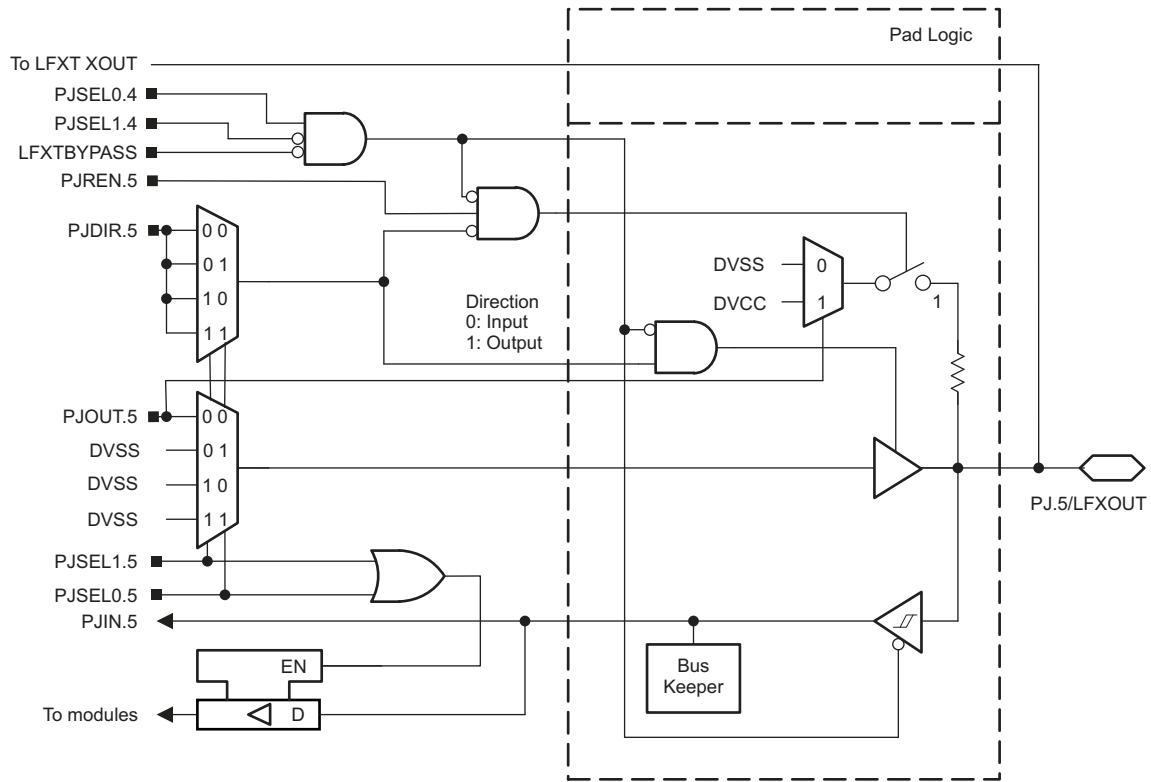 Pad Logic
To LFXT XOUT
PJSEL0.4
PJSEL1.4
LFXTBYPASS
PJREN.5
PJDIR.5
0 0
0 1
1 0
1 1
DVSS
0
DVCC
1
1
Direction
0: Input
1: Output
PJOUT.5
0 0
DVSS
0 1
DVSS
1 0
DVSS
1 1
PJ.5/LFXOUT
PJSEL1.5
PJSEL0.5
PJIN.5
EN
D
To modules
Bus
Keeper